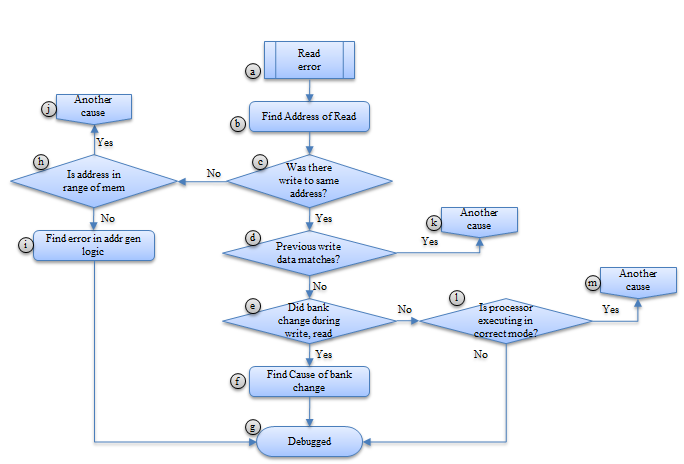 Read
error
a
Find Address of Read
b
j
Another
cause
Yes
h
Is address in
range of mem
No
c
Was there
write to same
address?
No
i
Find error in addr gen
logic
Yes
d
Previous write
data matches?
Yes
k
Another
cause
No
e
Did bank
change during
write, read
No
l
Is processor
executing in
correct mode?
Yes
m
Another
cause
Yes
No
f
Find Cause of bank
change
g
Debugged